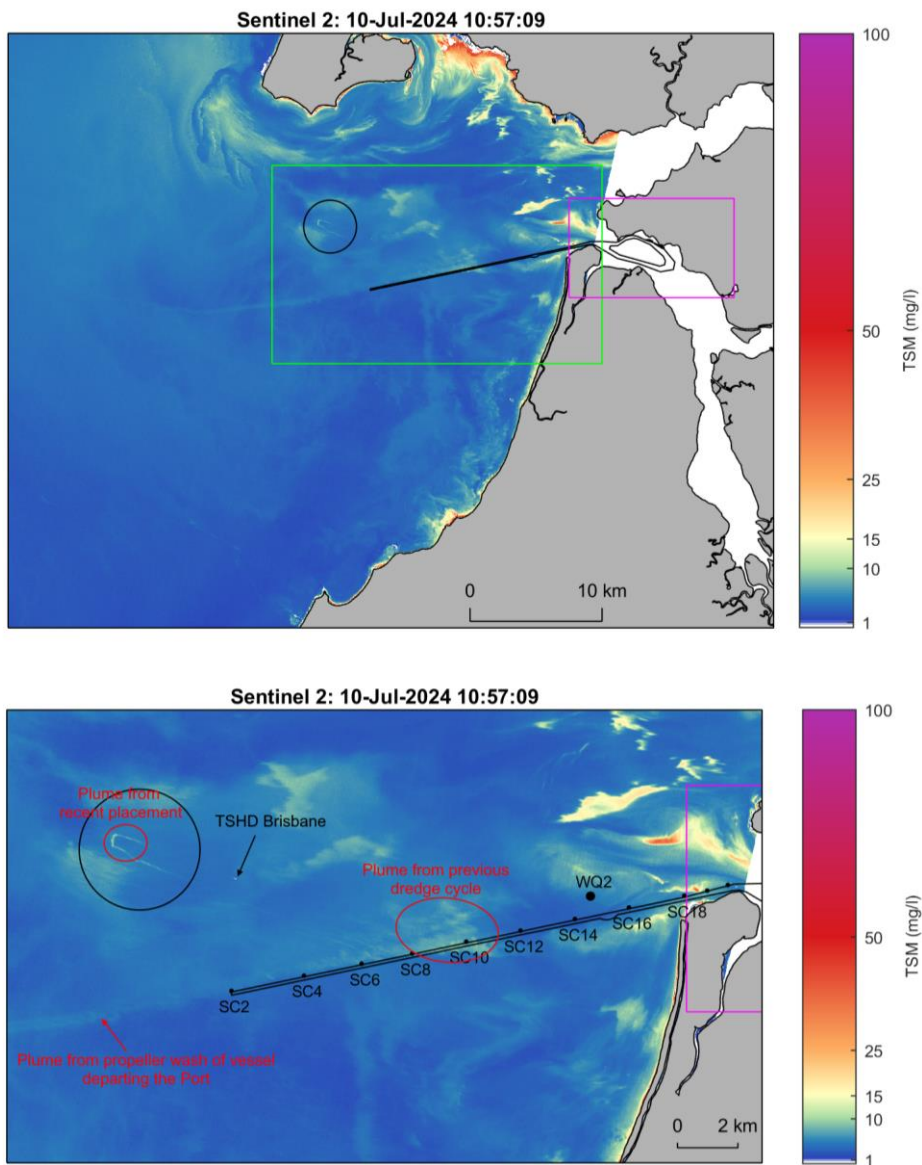 Sentinel 2: 10-Jul-2024 10:57:09
100
50
25
15
10
1
TSM (mg/l)
0 10 km
Sentinel 2: 10-Jul-2024 10:57:09
Plume from
recent placement
TSHD Brisbane
Plume from previous
dredge cycle
WQ2
SC18
SC16
SC14
SC12
SC10
SC8
SC6
SC4
SC2
Plume from propeller wash of vessel
departing the Port
0 2 km
100
50
25
15
10
1
TSM (mg/l)